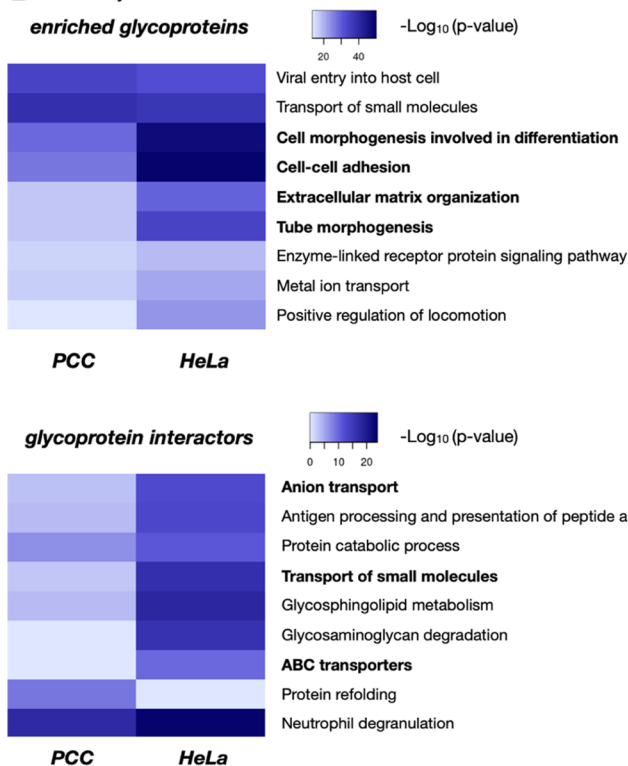 enriched glycoproteins
-Log₁₀ (p-value)
20 40
Viral entry into host cell
Transport of small molecules
Cell morphogenesis involved in differentiation
Cell-cell adhesion
Extracellular matrix organization
Tube morphogenesis
Enzyme-linked receptor protein signaling pathway
Metal ion transport
Positive regulation of locomotion
PCC HeLa
glycoprotein interactors
-Log₁₀ (p-value)
0 10 20
Anion transport
Antigen processing and presentation of peptide a
Protein catabolic process
Transport of small molecules
Glycosphingolipid metabolism
Glycosaminoglycan degradation
ABC transporters
Protein refolding
Neutrophil degranulation
PCC HeLa